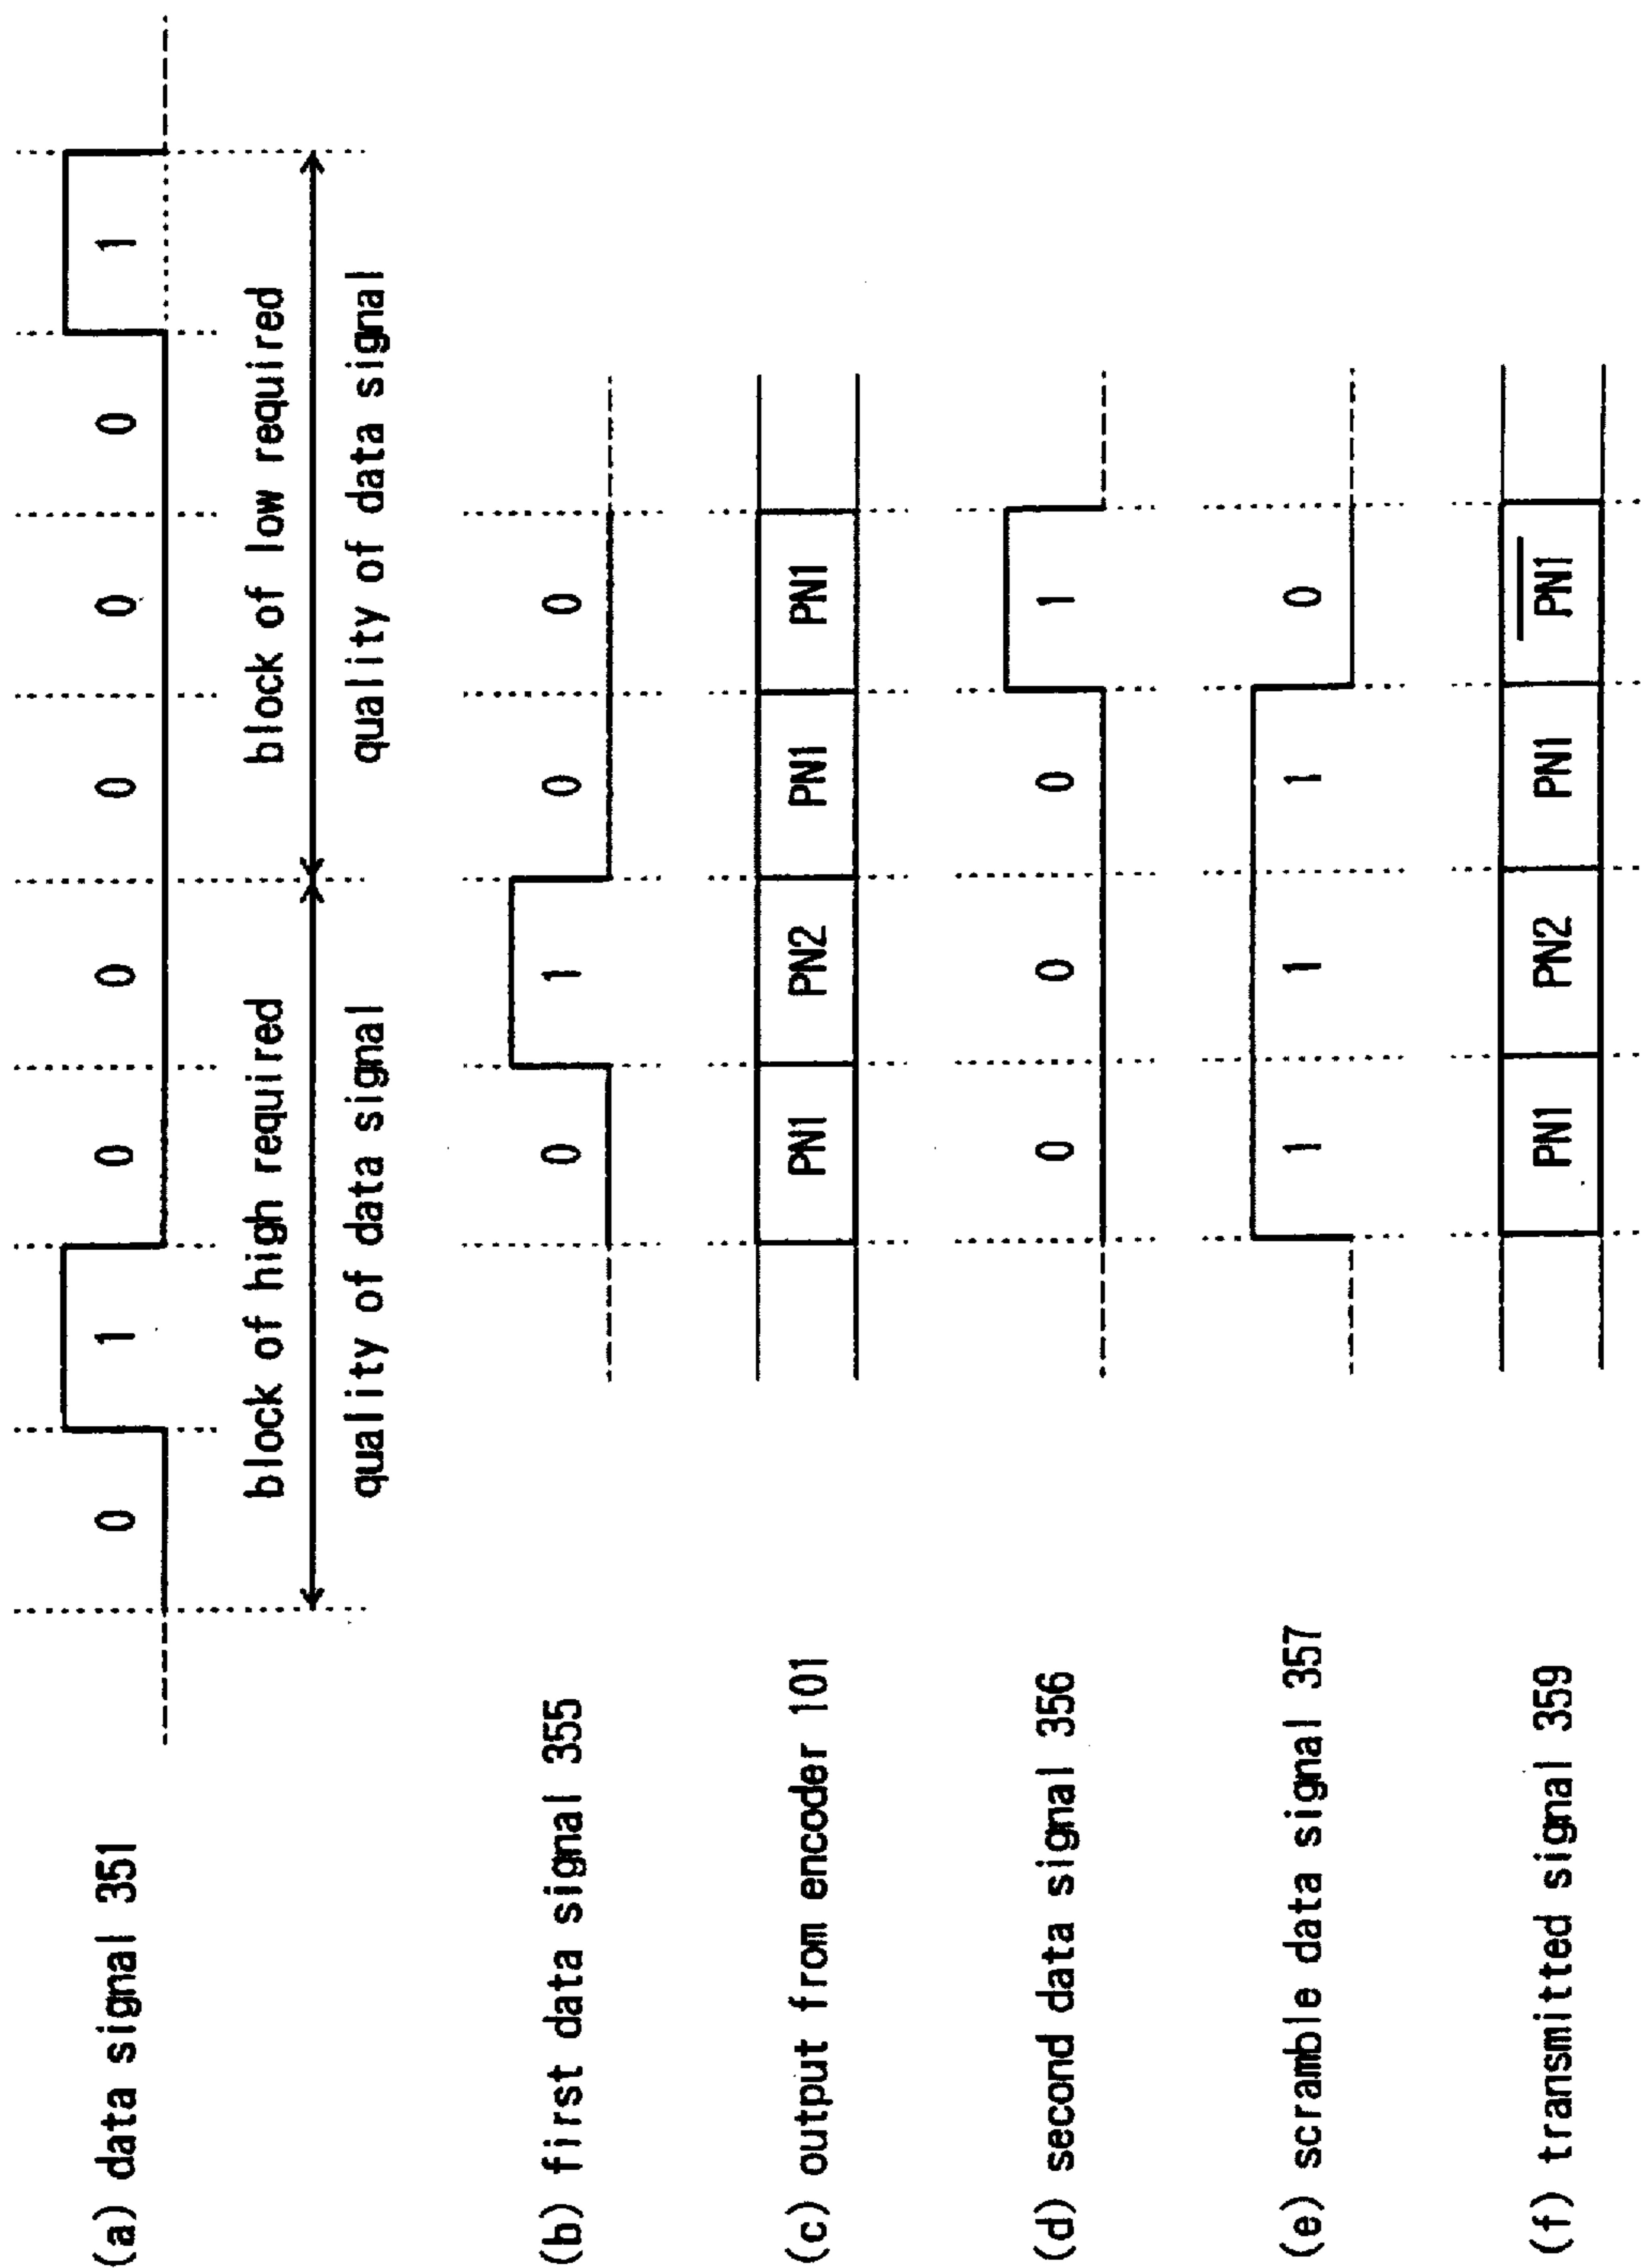 (a) data signal 351
0 1 0 0 0 0 0 1
block of high required block of low required
quality of data signal quality of data signal
(b) first data signal 355
0 1 0 0
(c) output from encoder 101
PN1 PN2 PN1 PN1
(d) second data signal 356
0 0 0 1
(e) scramble data signal 357
1 1 1 0
(f) transmitted signal 359
PN1 PN2 PN1 P̅N̅1̅